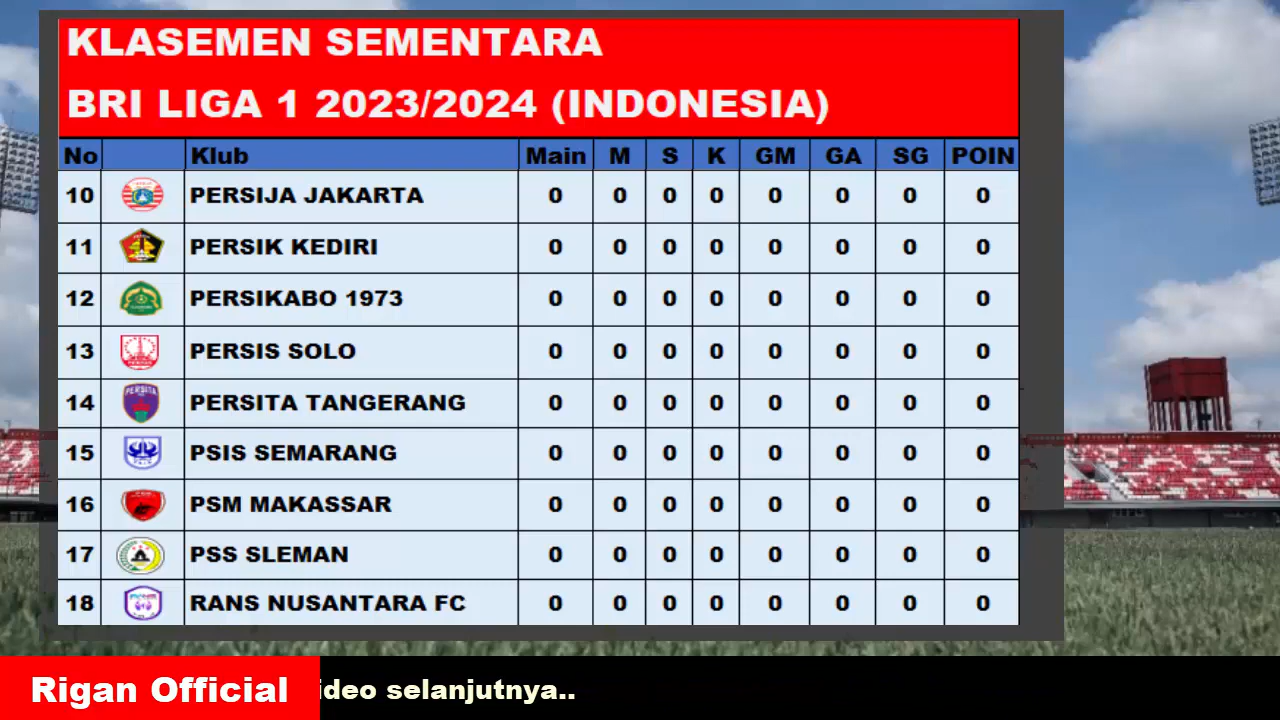 KLASEMEN SEMENTARA
BRI LIGA 1 2023/2024 (INDONESIA)
No Klub Main M S K GM GA SG POIN
10 PERSIJA JAKARTA 0 0 0 0 0 0 0 0
11 PERSIK KEDIRI 0 0 0 0 0 0 0 0
12 PERSIKABO 1973 0 0 0 0 0 0 0 0
13 PERSIS SOLO 0 0 0 0 0 0 0 0
14 PERSITA TANGERANG 0 0 0 0 0 0 0 0
15 PSIS SEMARANG 0 0 0 0 0 0 0 0
16 PSM MAKASSAR 0 0 0 0 0 0 0 0
17 PSS SLEMAN 0 0 0 0 0 0 0 0
18 RANS NUSANTARA FC 0 0 0 0 0 0 0 0
Rigan Official ideo selanjutnya..